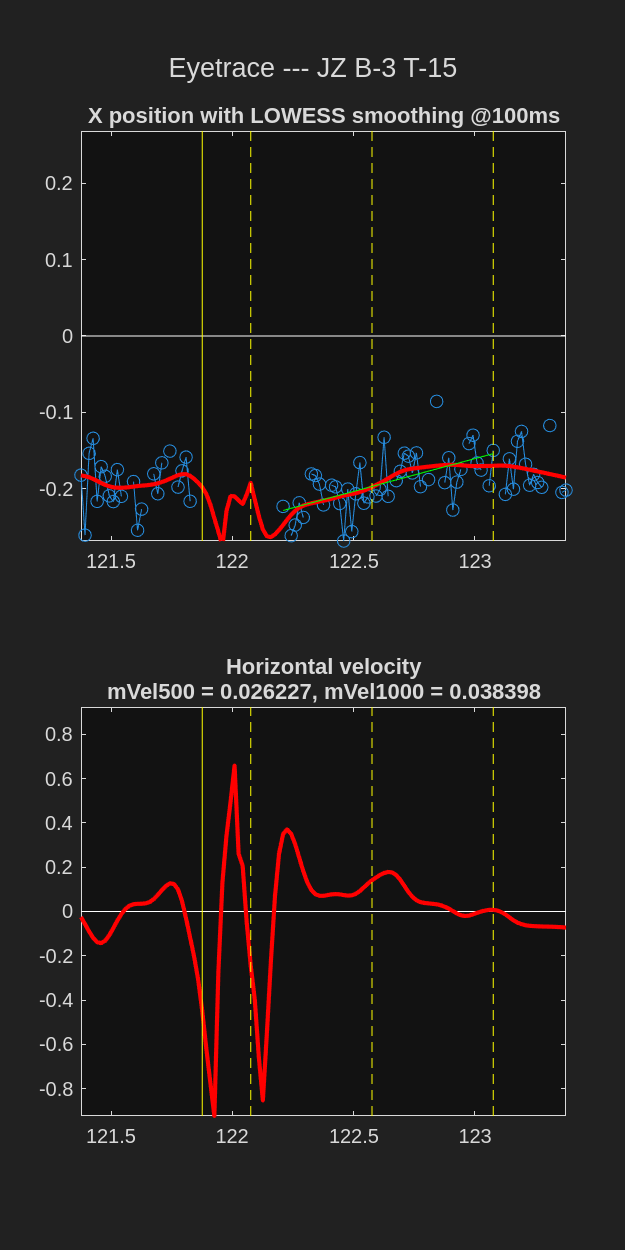 Eyetrace --- JZ B-3 T-15
X position with LOWESS smoothing @100ms
0.2
0.1
0
-0.1
-0.2
121.5 122 122.5 123
Horizontal velocity
mVel500 = 0.026227, mVel1000 = 0.038398
0.8
0.6
0.4
0.2
0
-0.2
-0.4
-0.6
-0.8
121.5 122 122.5 123